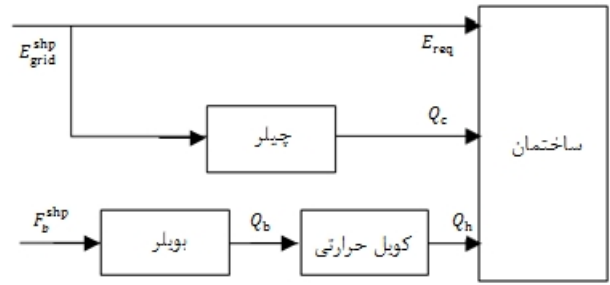 E_grid^shp
E_req
چیلر
Q_c
ساختمان
F_b^shp
بویلر
Q_b
کویل حرارتی
Q_h